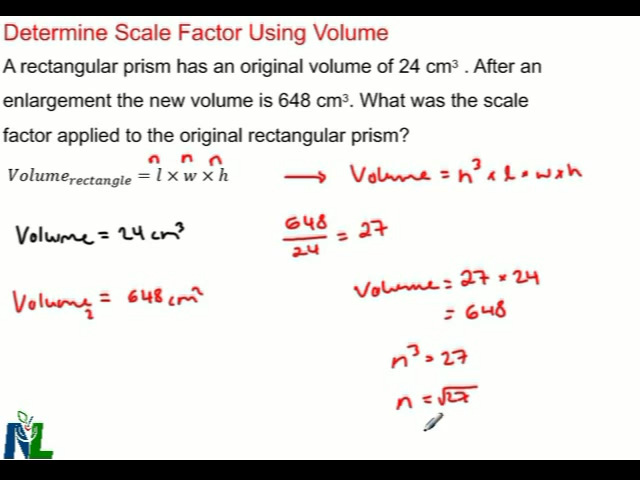 Determine Scale Factor Using Volume
A rectangular prism has an original volume of 24 cm³ . After an
enlargement the new volume is 648 cm³. What was the scale
factor applied to the original rectangular prism?
n n n
Volume_rectangle = l × w × h → Volume = n³ × l × w × h
Volume = 24 cm³
648/24 = 27
Volume₂ = 648 cm²
Volume = 27 × 24
= 648
n³ = 27
n = √27
NL